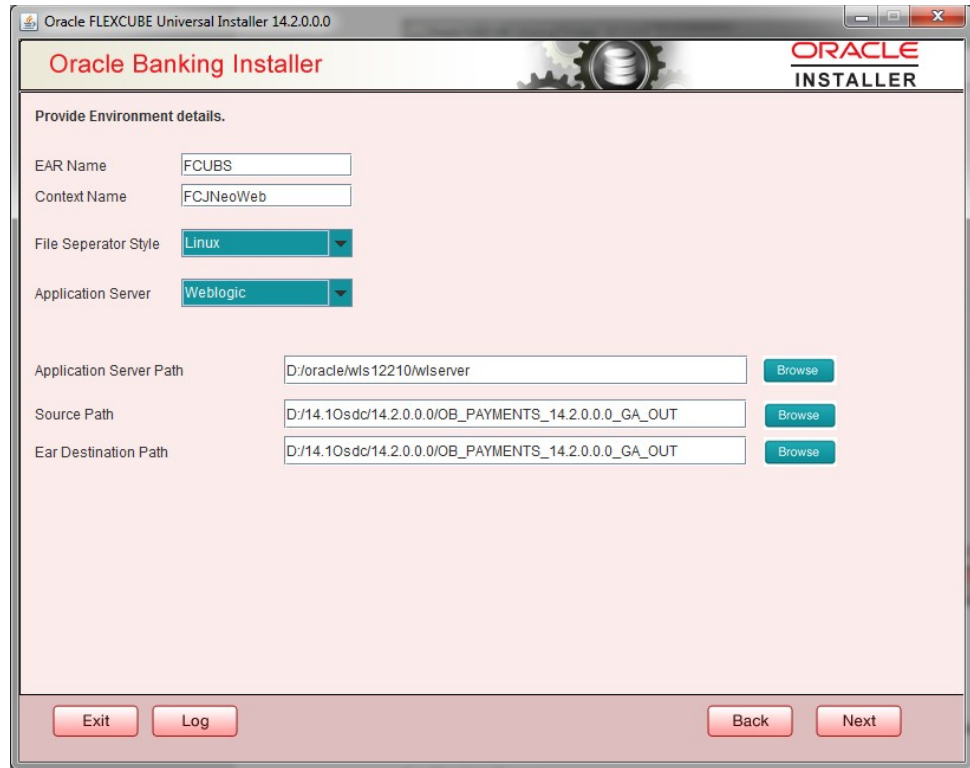 Oracle FLEXCUBE Universal Installer 14.2.0.0.0
Oracle Banking Installer
ORACLE
INSTALLER
Provide Environment details.
EAR Name FCUBS
Context Name FCJNeoWeb
File Seperator Style Linux
Application Server Weblogic
Application Server Path D:/oracle/wls12210/wlserver Browse
Source Path D:/14.1Osdc/14.2.0.0.0/OB_PAYMENTS_14.2.0.0.0_GA_OUT Browse
Ear Destination Path D:/14.1Osdc/14.2.0.0.0/OB_PAYMENTS_14.2.0.0.0_GA_OUT Browse
Exit Log Back Next